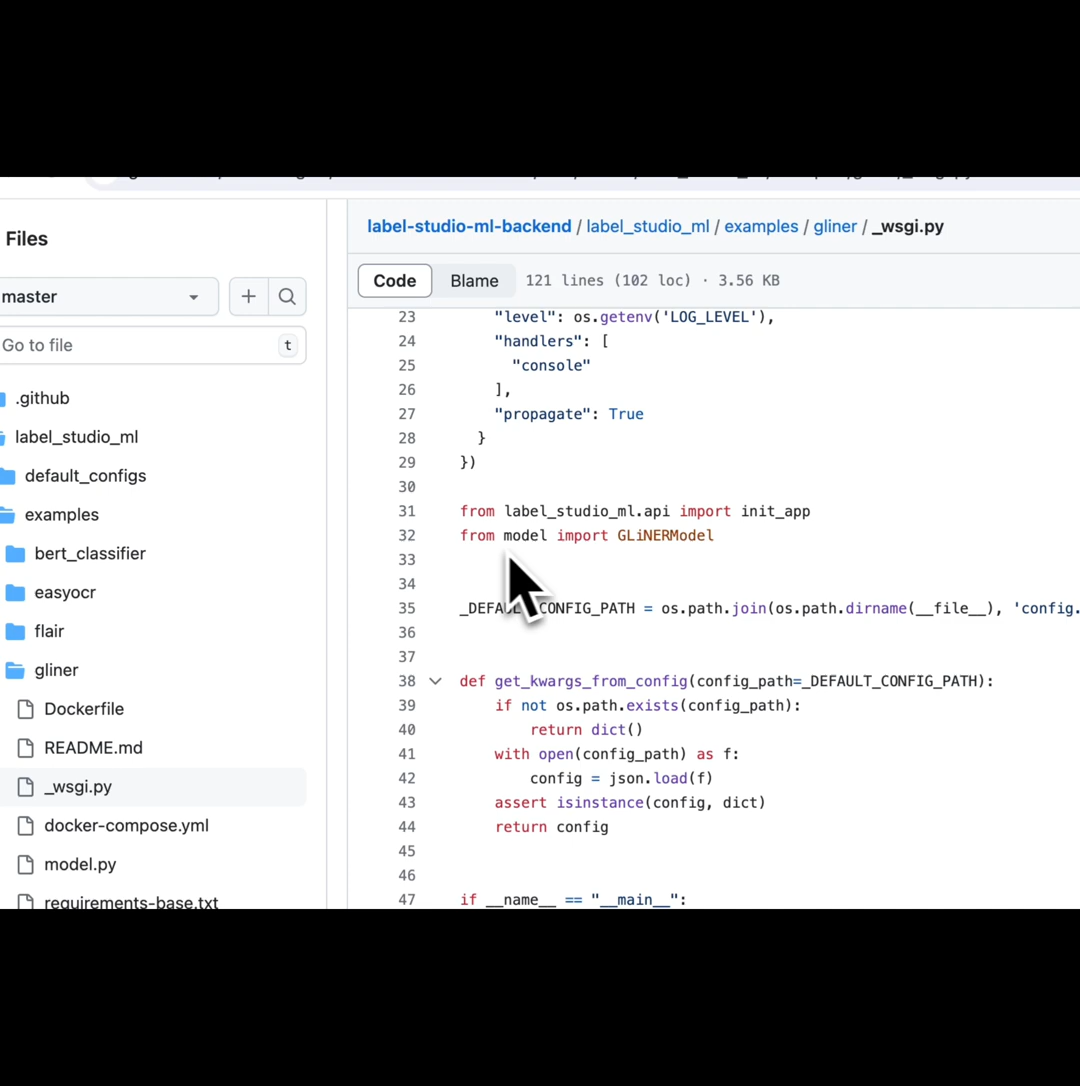 Files
master
Go to file
t
.github
label_studio_ml
default_configs
examples
bert_classifier
easyocr
flair
gliner
Dockerfile
README.md
_wsgi.py
docker-compose.yml
model.py
requirements-base.txt
label-studio-ml-backend / label_studio_ml / examples / gliner / _wsgi.py
Code Blame 121 lines (102 loc) · 3.56 KB
23 "level": os.getenv('LOG_LEVEL'),
24 "handlers": [
25 "console"
26 ],
27 "propagate": True
28 }
29 })
30
31 from label_studio_ml.api import init_app
32 from model import GLiNERModel
33
34
35 _DEFAULT_CONFIG_PATH = os.path.join(os.path.dirname(__file__), 'config.
36
37
38 def get_kwargs_from_config(config_path=_DEFAULT_CONFIG_PATH):
39 if not os.path.exists(config_path):
40 return dict()
41 with open(config_path) as f:
42 config = json.load(f)
43 assert isinstance(config, dict)
44 return config
45
46
47 if __name__ == "__main__":